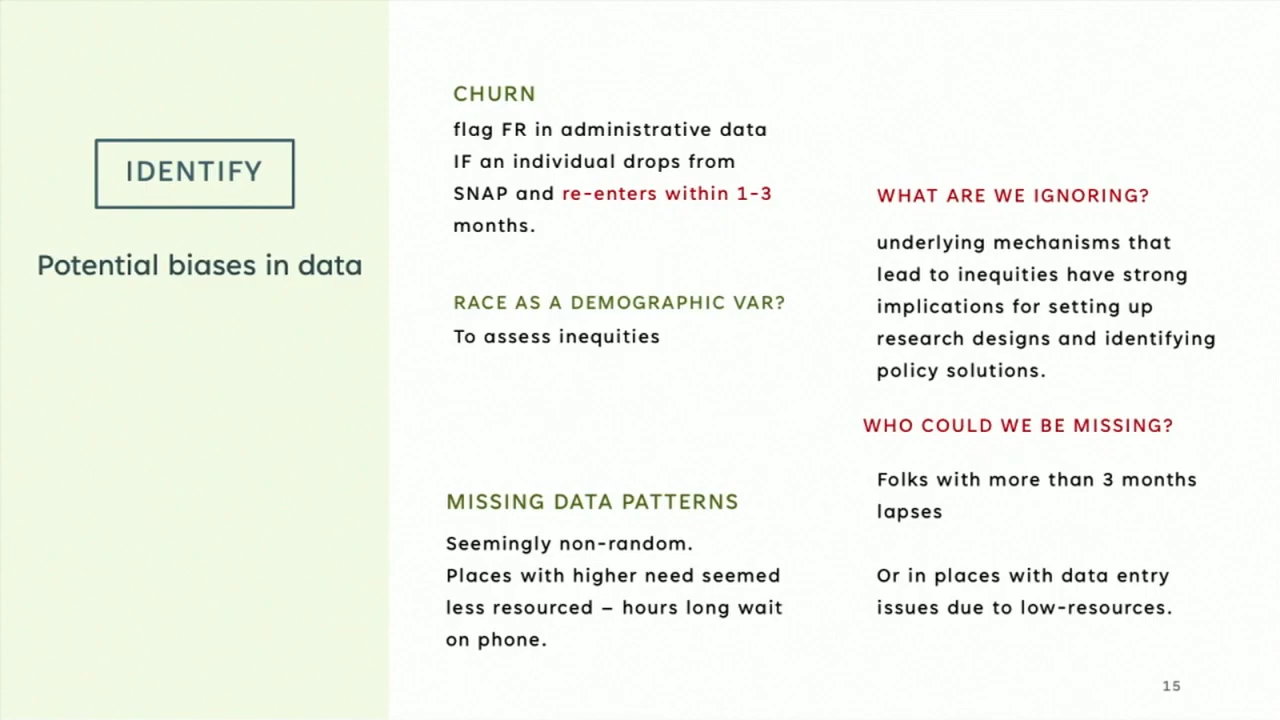 IDENTIFY
Potential biases in data
CHURN
flag FR in administrative data
IF an individual drops from
SNAP and re-enters within 1-3
months.
RACE AS A DEMOGRAPHIC VAR?
To assess inequities
MISSING DATA PATTERNS
Seemingly non-random.
Places with higher need seemed
less resourced – hours long wait
on phone.
WHAT ARE WE IGNORING?
underlying mechanisms that
lead to inequities have strong
implications for setting up
research designs and identifying
policy solutions.
WHO COULD WE BE MISSING?
Folks with more than 3 months
lapses
Or in places with data entry
issues due to low-resources.
15